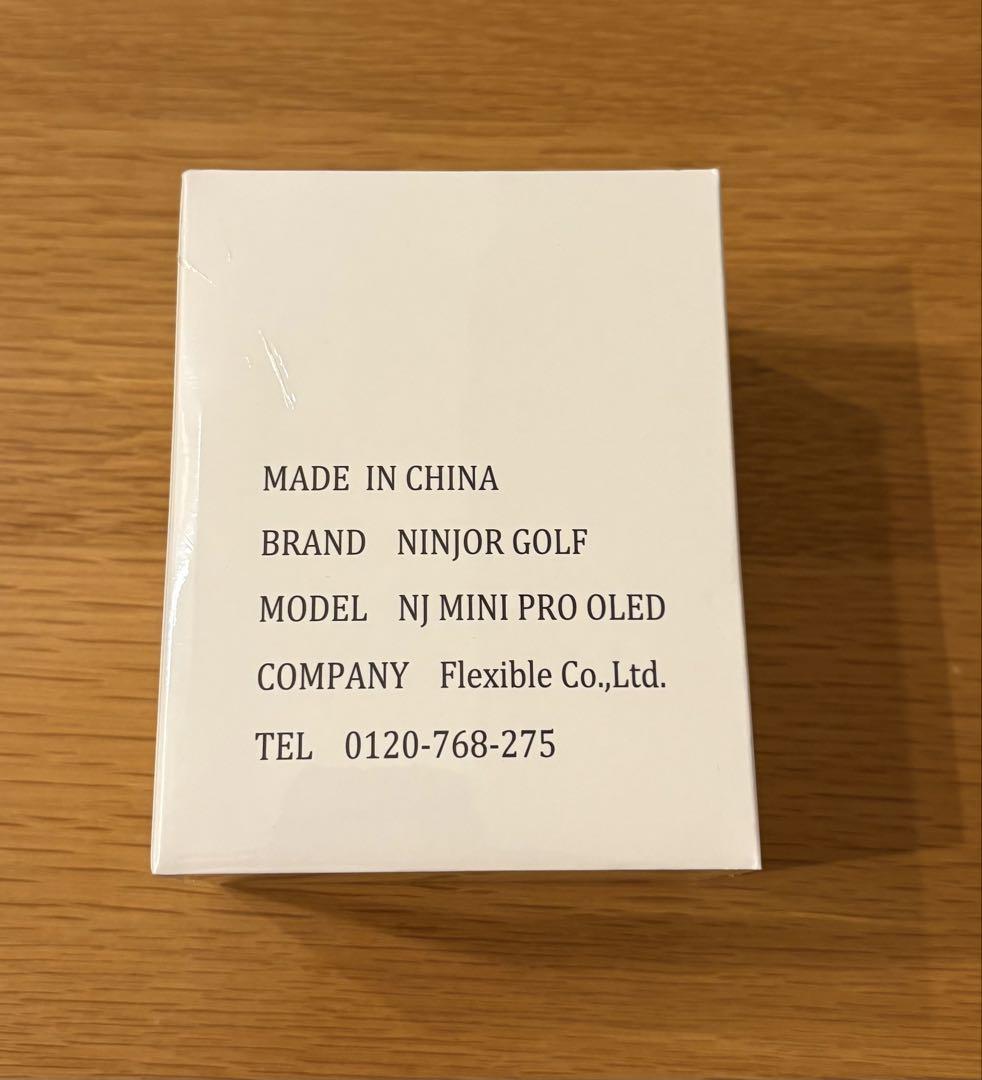 MADE IN CHINA
BRAND NINJOR GOLF
MODEL NJ MINI PRO OLED
COMPANY Flexible Co.,Ltd.
TEL 0120-768-275